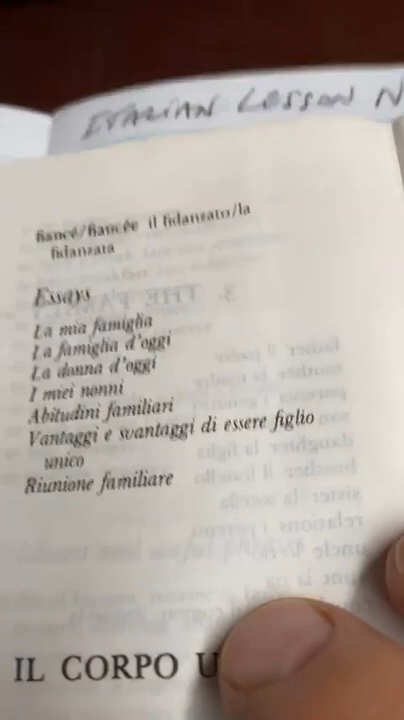 ITALIAN LESSON N
fiancé/fiancée il fidanzato/la
fidanzata
Essays
La mia famiglia
La famiglia d'oggi
La donna d'oggi
I miei nonni
Abitudini familiari
Vantaggi e svantaggi di essere figlio
unico
Riunione familiare
IL CORPO U